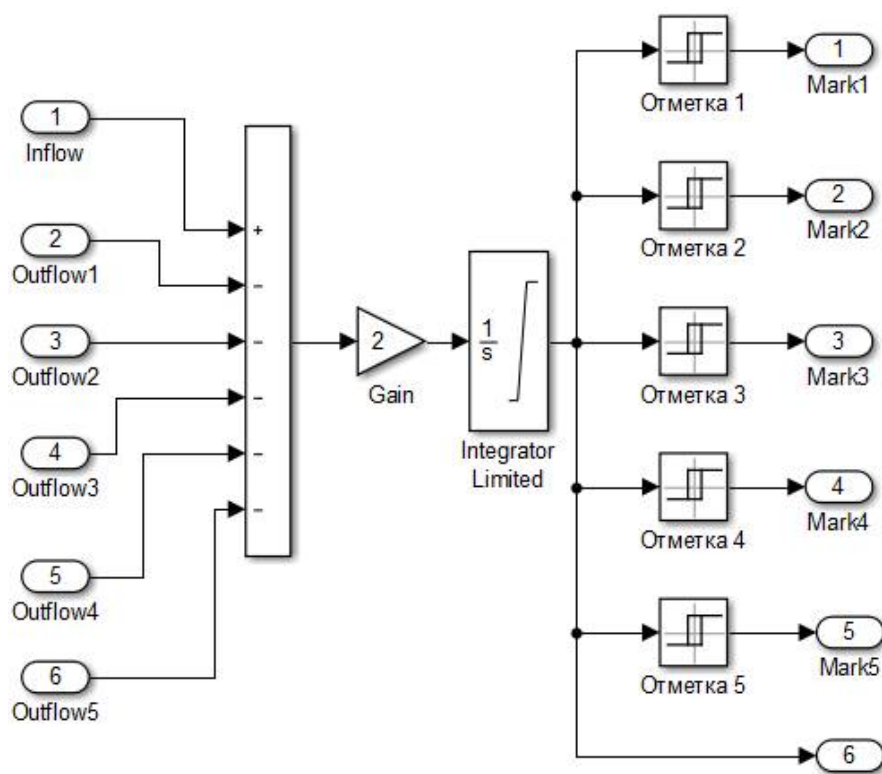 1
Inflow
2
Outflow1
3
Outflow2
4
Outflow3
5
Outflow4
6
Outflow5
+
−
−
−
−
−
2
Gain
1
s
Integrator
Limited
Отметка 1
1
Mark1
Отметка 2
2
Mark2
Отметка 3
3
Mark3
Отметка 4
4
Mark4
Отметка 5
5
Mark5
6